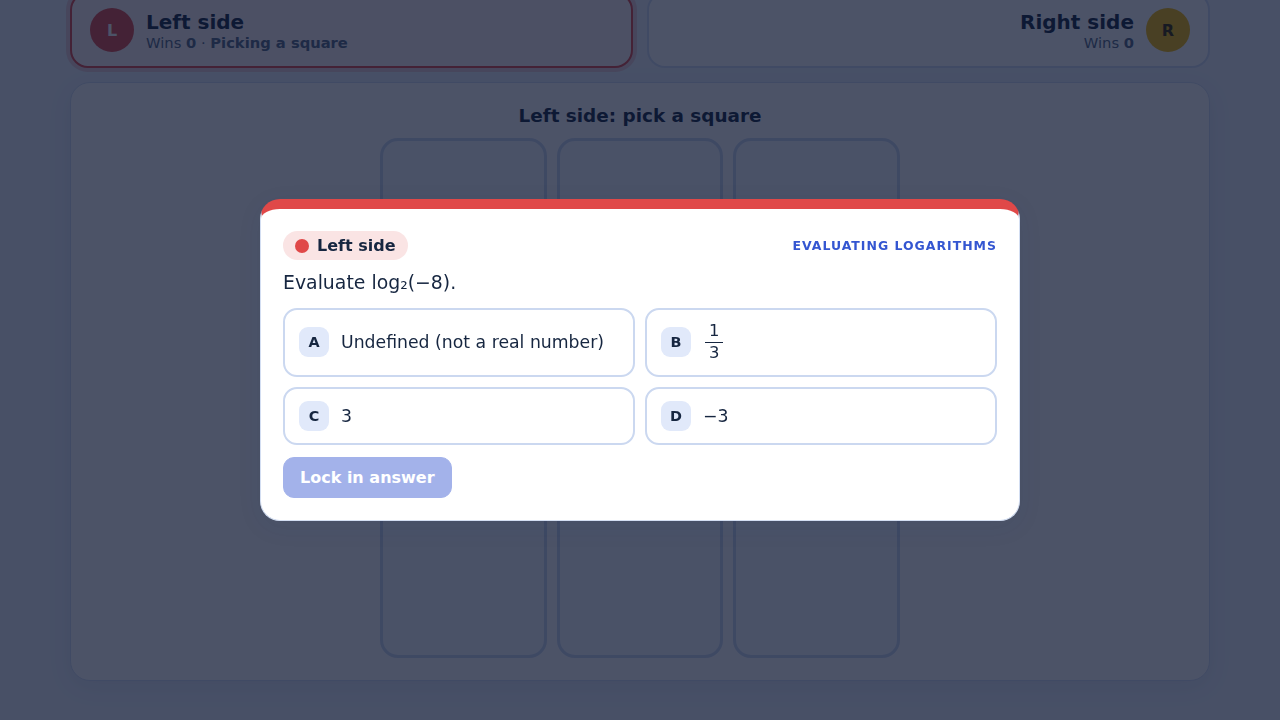 L
Left side
Wins 0 · Picking a square
Right side
Wins 0
R
Left side: pick a square
Left side
EVALUATING LOGARITHMS
Evaluate log₂(−8).
A Undefined (not a real number)
B 1/3
C 3
D −3
Lock in answer